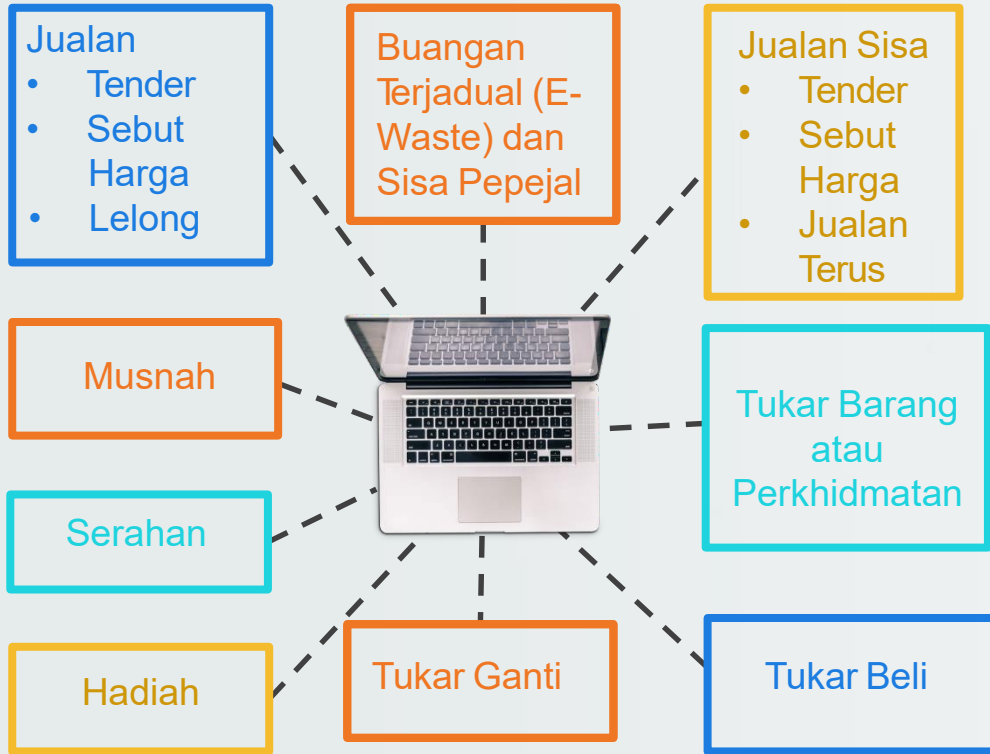 Jualan
• Tender
• Sebut
Harga
• Lelong
Buangan
Terjadual (E-
Waste) dan
Sisa Pepejal
Jualan Sisa
• Tender
• Sebut
Harga
• Jualan
Terus
Musnah
Tukar Barang
atau
Perkhidmatan
Serahan
Hadiah
Tukar Ganti
Tukar Beli